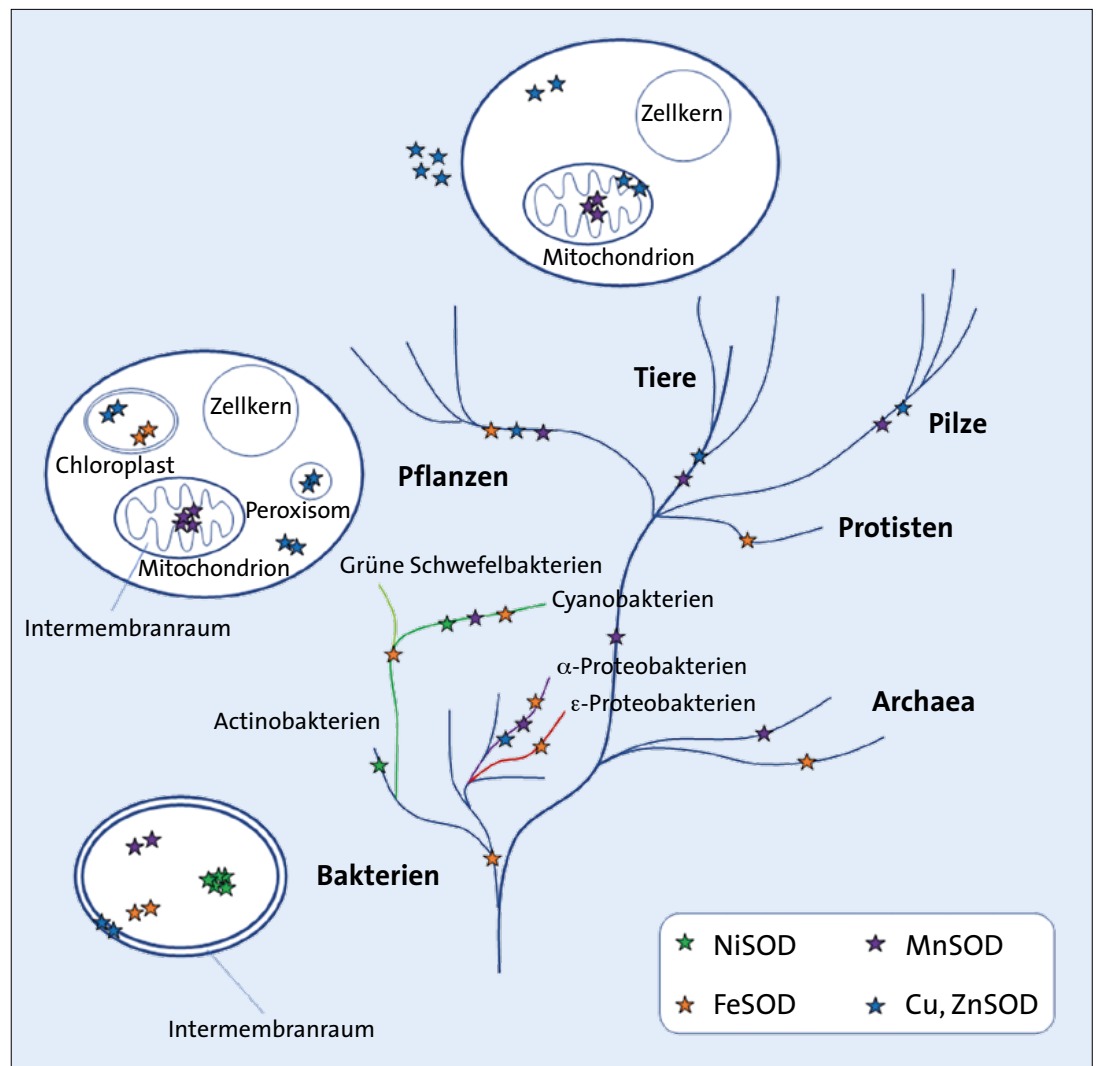 Zellkern
Mitochondrion
Tiere
Pilze
Zellkern
Chloroplast
Pflanzen
Peroxisom
Protisten
Mitochondrion
Grüne Schwefelbakterien
Cyanobakterien
Intermembranraum
α-Proteobakterien
ε-Proteobakterien
Archaea
Actinobakterien
Bakterien
NiSOD
MnSOD
FeSOD
Cu, ZnSOD
Intermembranraum